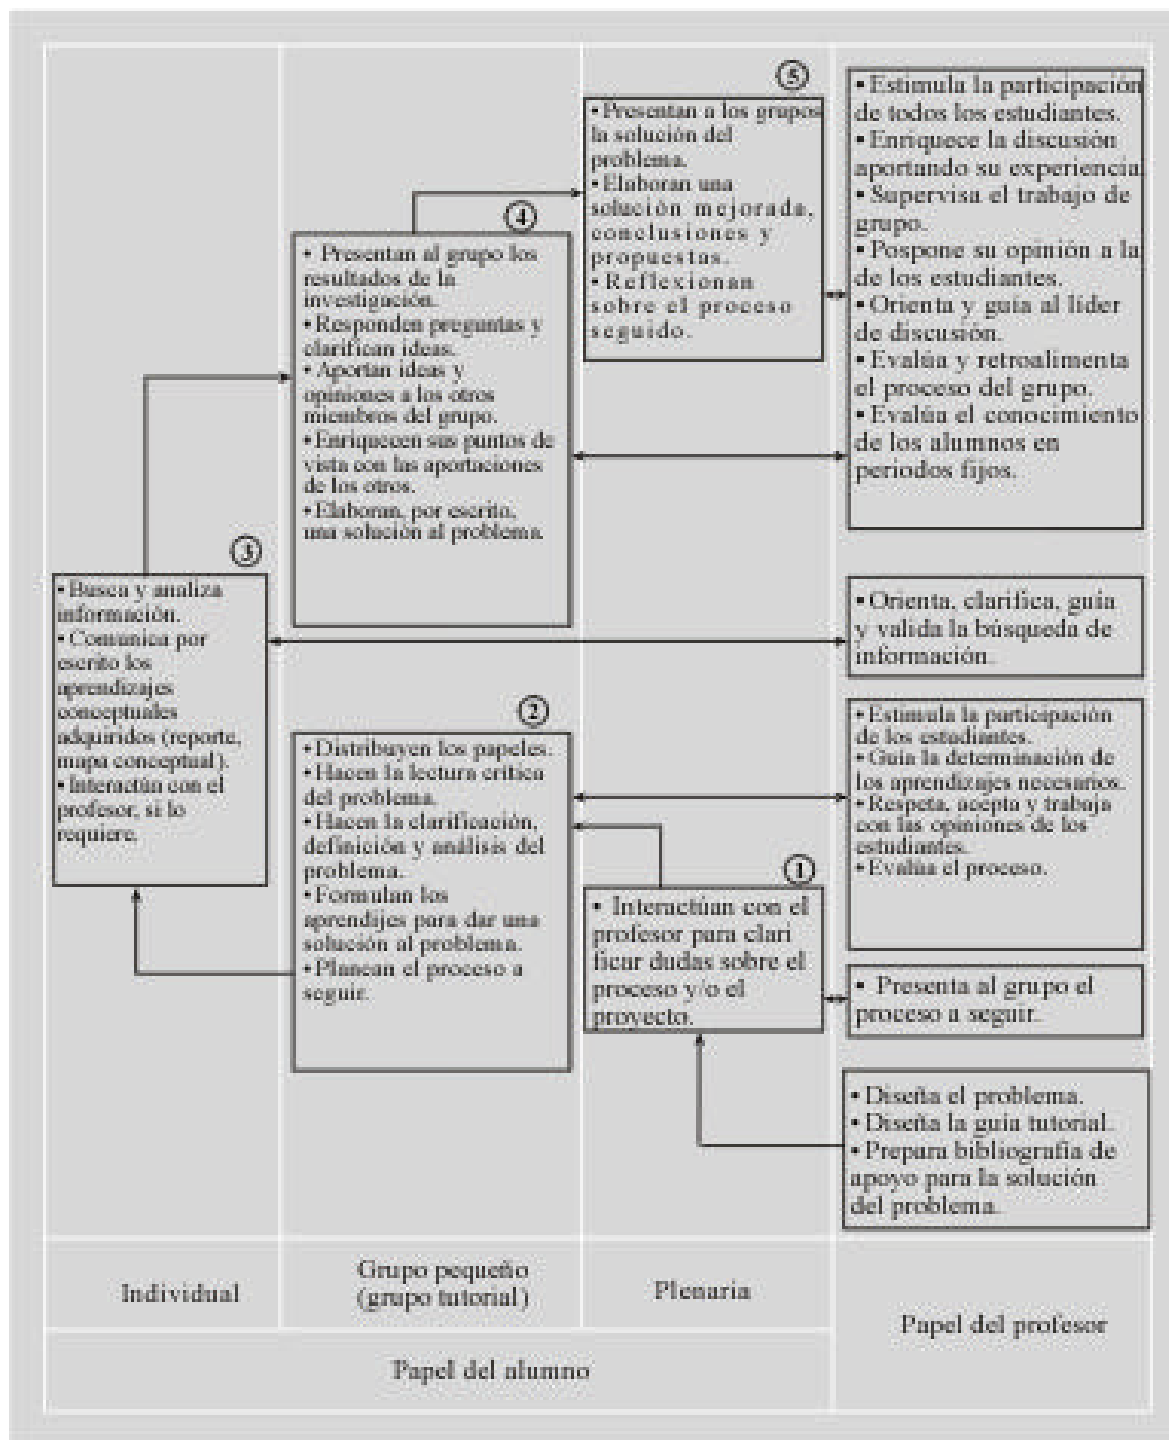 ⑤
• Presentan a los grupos
la solución del
problema.
• Elaboran una
solución mejorada,
conclusiones y
propuestas.
• Reflexionan
sobre el proceso
seguido.
• Estimula la participación
de todos los estudiantes.
• Enriquece la discusión
aportando su experiencia.
• Supervisa el trabajo de
grupo.
• Pospone su opinión a la
de los estudiantes.
• Orienta y guía al líder
de discusión.
• Evalúa y retroalimenta
el proceso del grupo.
• Evalúa el conocimiento
de los alumnos en
periodos fijos.
④
• Presentan al grupo los
resultados de la
investigación.
• Responden preguntas y
clarifican ideas.
• Aportan ideas y
opiniones a los otros
miembros del grupo.
• Enriquecen sus puntos de
vista con las aportaciones
de los otros.
• Elaboran, por escrito,
una solución al problema.
③
• Busca y analiza
información.
• Comunica por
escrito los
aprendizajes
conceptuales
adquiridos (reporte,
mapa conceptual).
• Interactúa con el
profesor, si lo
requiere.
• Orienta, clarifica, guía
y valida la búsqueda de
información.
②
• Distribuyen los papeles.
• Hacen la lectura crítica
del problema.
• Hacen la clarificación,
definición y análisis del
problema.
• Formulan los
aprendijes para dar una
solución al problema.
• Planean el proceso a
seguir.
• Estimula la participación
de los estudiantes.
• Guía la determinación de
los aprendizajes necesarios.
• Respeta, acepta y trabaja
con las opiniones de los
estudiantes.
• Evalúa el proceso.
①
• Interactúan con el
profesor para clari
ficar dudas sobre el
proceso y/o el
proyecto.
• Presenta al grupo el
proceso a seguir.
• Diseña el problema.
• Diseña la guía tutorial.
• Prepara bibliografía de
apoyo para la solución
del problema.
Individual
Grupo pequeño
(grupo tutorial)
Plenaria
Papel del profesor
Papel del alumno